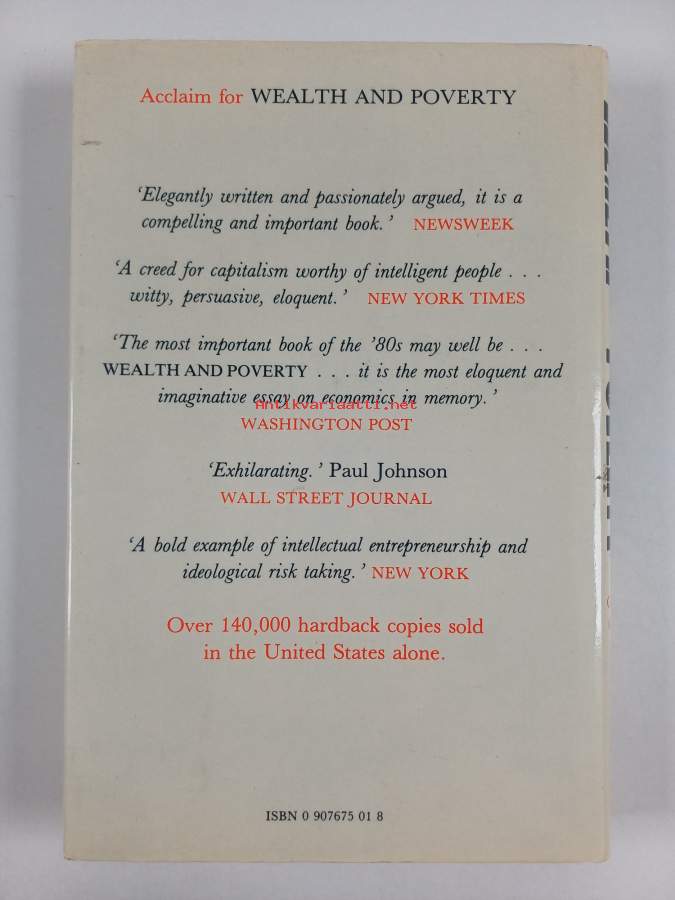 Acclaim for WEALTH AND POVERTY
'Elegantly written and passionately argued, it is a
compelling and important book.' NEWSWEEK
'A creed for capitalism worthy of intelligent people . . .
witty, persuasive, eloquent.' NEW YORK TIMES
'The most important book of the '80s may well be . . .
WEALTH AND POVERTY . . . it is the most eloquent and
imaginative essay on economics in memory.'
Antikvariaatti.net
WASHINGTON POST
'Exhilarating.' Paul Johnson
WALL STREET JOURNAL
'A bold example of intellectual entrepreneurship and
ideological risk taking.' NEW YORK
Over 140,000 hardback copies sold
in the United States alone.
ISBN 0 907675 01 8